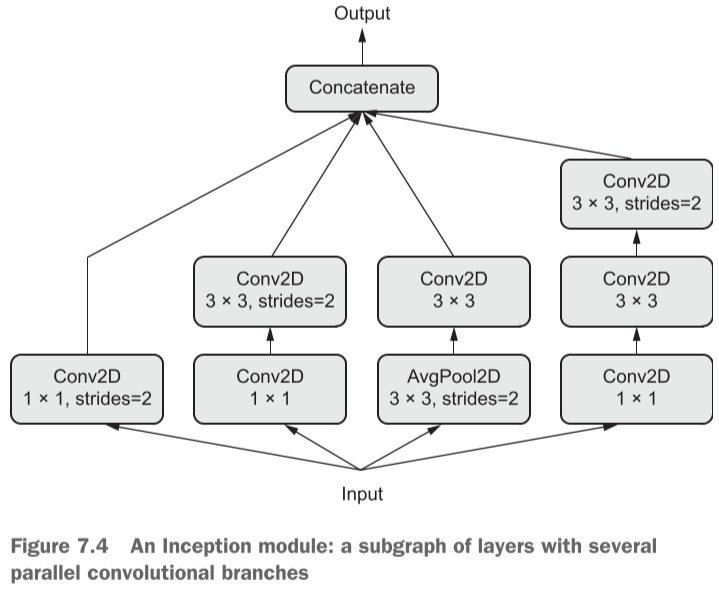 Output
Concatenate
Conv2D
3 × 3, strides=2
Conv2D
3 × 3, strides=2
Conv2D
3 × 3
Conv2D
3 × 3
Conv2D
1 × 1, strides=2
Conv2D
1 × 1
AvgPool2D
3 × 3, strides=2
Conv2D
1 × 1
Input
Figure 7.4 An Inception module: a subgraph of layers with several
parallel convolutional branches